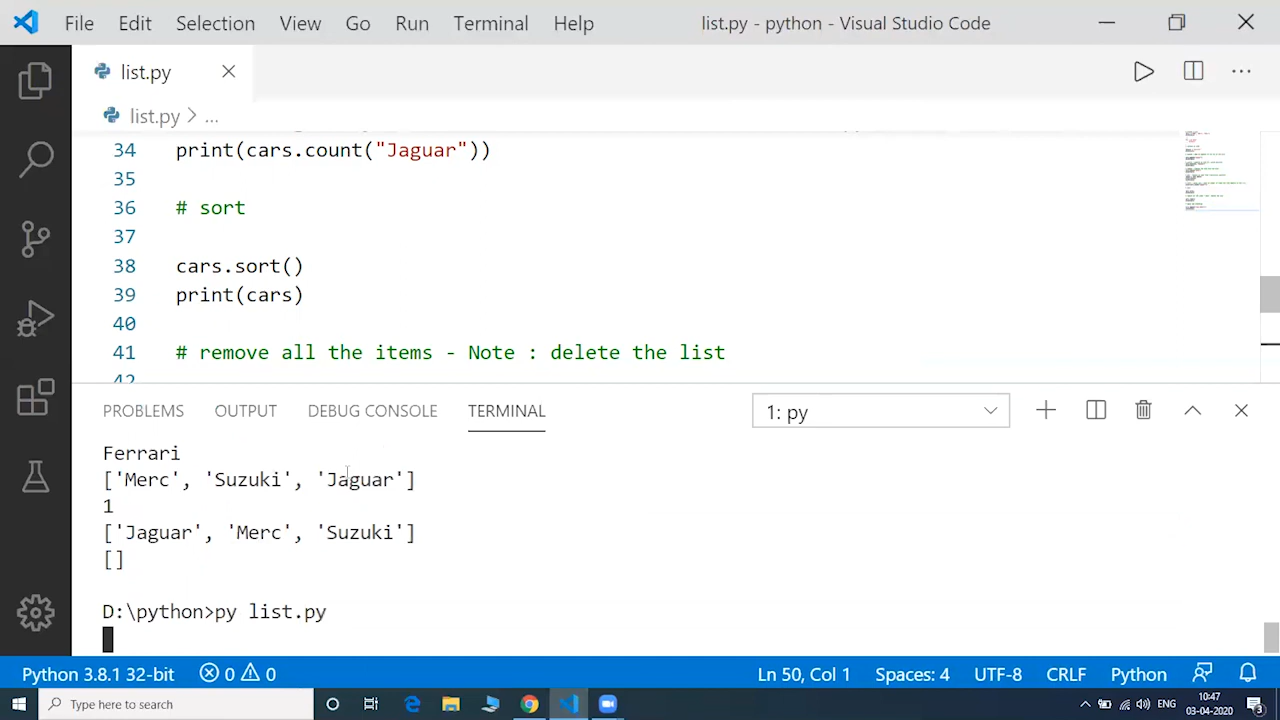 File Edit Selection View Go Run Terminal Help list.py - python - Visual Studio Code
list.py
list.py > ...
34 print(cars.count("Jaguar"))
35
36 # sort
37
38 cars.sort()
39 print(cars)
40
41 # remove all the items - Note : delete the list
42
PROBLEMS OUTPUT DEBUG CONSOLE TERMINAL 1: py
Ferrari
['Merc', 'Suzuki', 'Jaguar']
1
['Jaguar', 'Merc', 'Suzuki']
[]
D:\python>py list.py
Python 3.8.1 32-bit 0 0 Ln 50, Col 1 Spaces: 4 UTF-8 CRLF Python
Type here to search ENG 10:47
03-04-2020 3